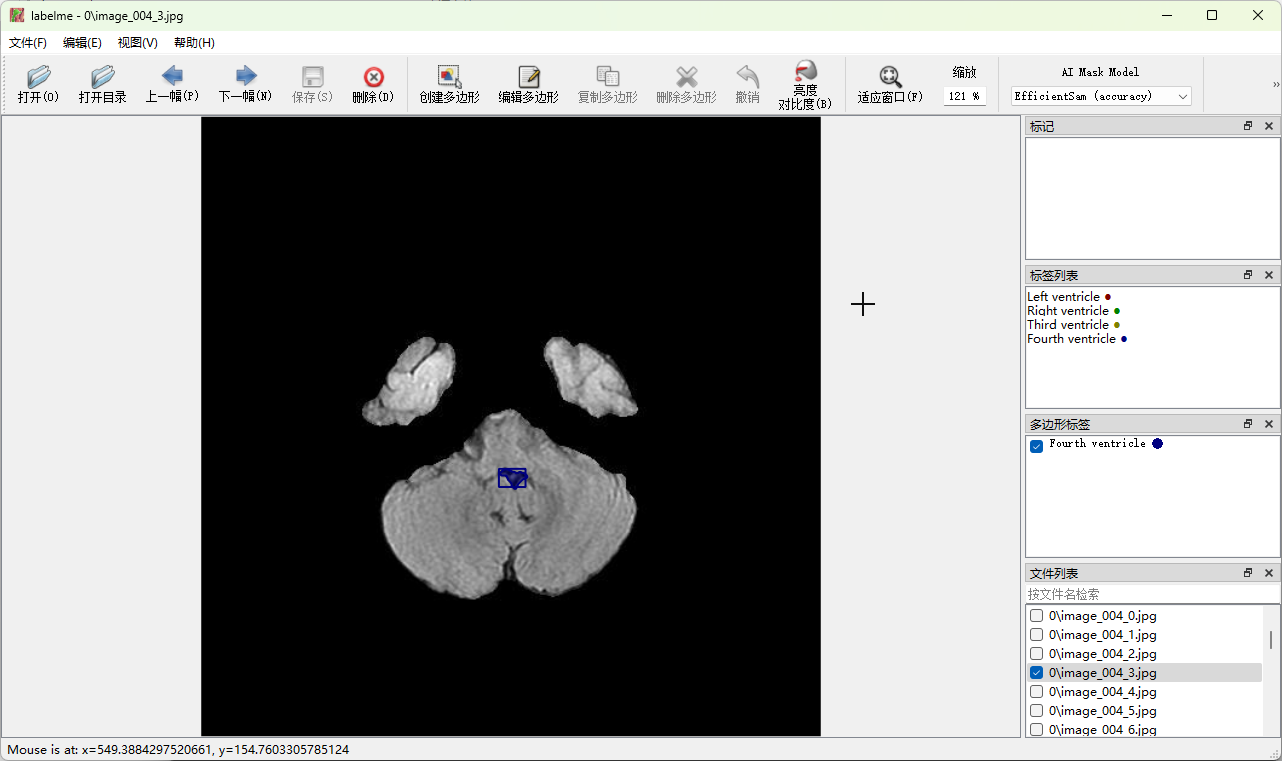 labelme - 0\image_004_3.jpg
文件(F) 编辑(E) 视图(V) 帮助(H)
打开(O) 打开目录 上一幅(P) 下一幅(N) 保存(S) 删除(D) 创建多边形 编辑多边形 复制多边形 删除多边形 撤销 亮度
对比度(B) 适应窗口(F) 缩放
121 %
AI Mask Model
EfficientSam (accuracy)
»
标记
标签列表
Left ventricle
Right ventricle
Third ventricle
Fourth ventricle
多边形标签
Fourth ventricle
文件列表
按文件名检索
0\image_004_0.jpg
0\image_004_1.jpg
0\image_004_2.jpg
0\image_004_3.jpg
0\image_004_4.jpg
0\image_004_5.jpg
0\image_004_6.jpg
Mouse is at: x=549.3884297520661, y=154.7603305785124